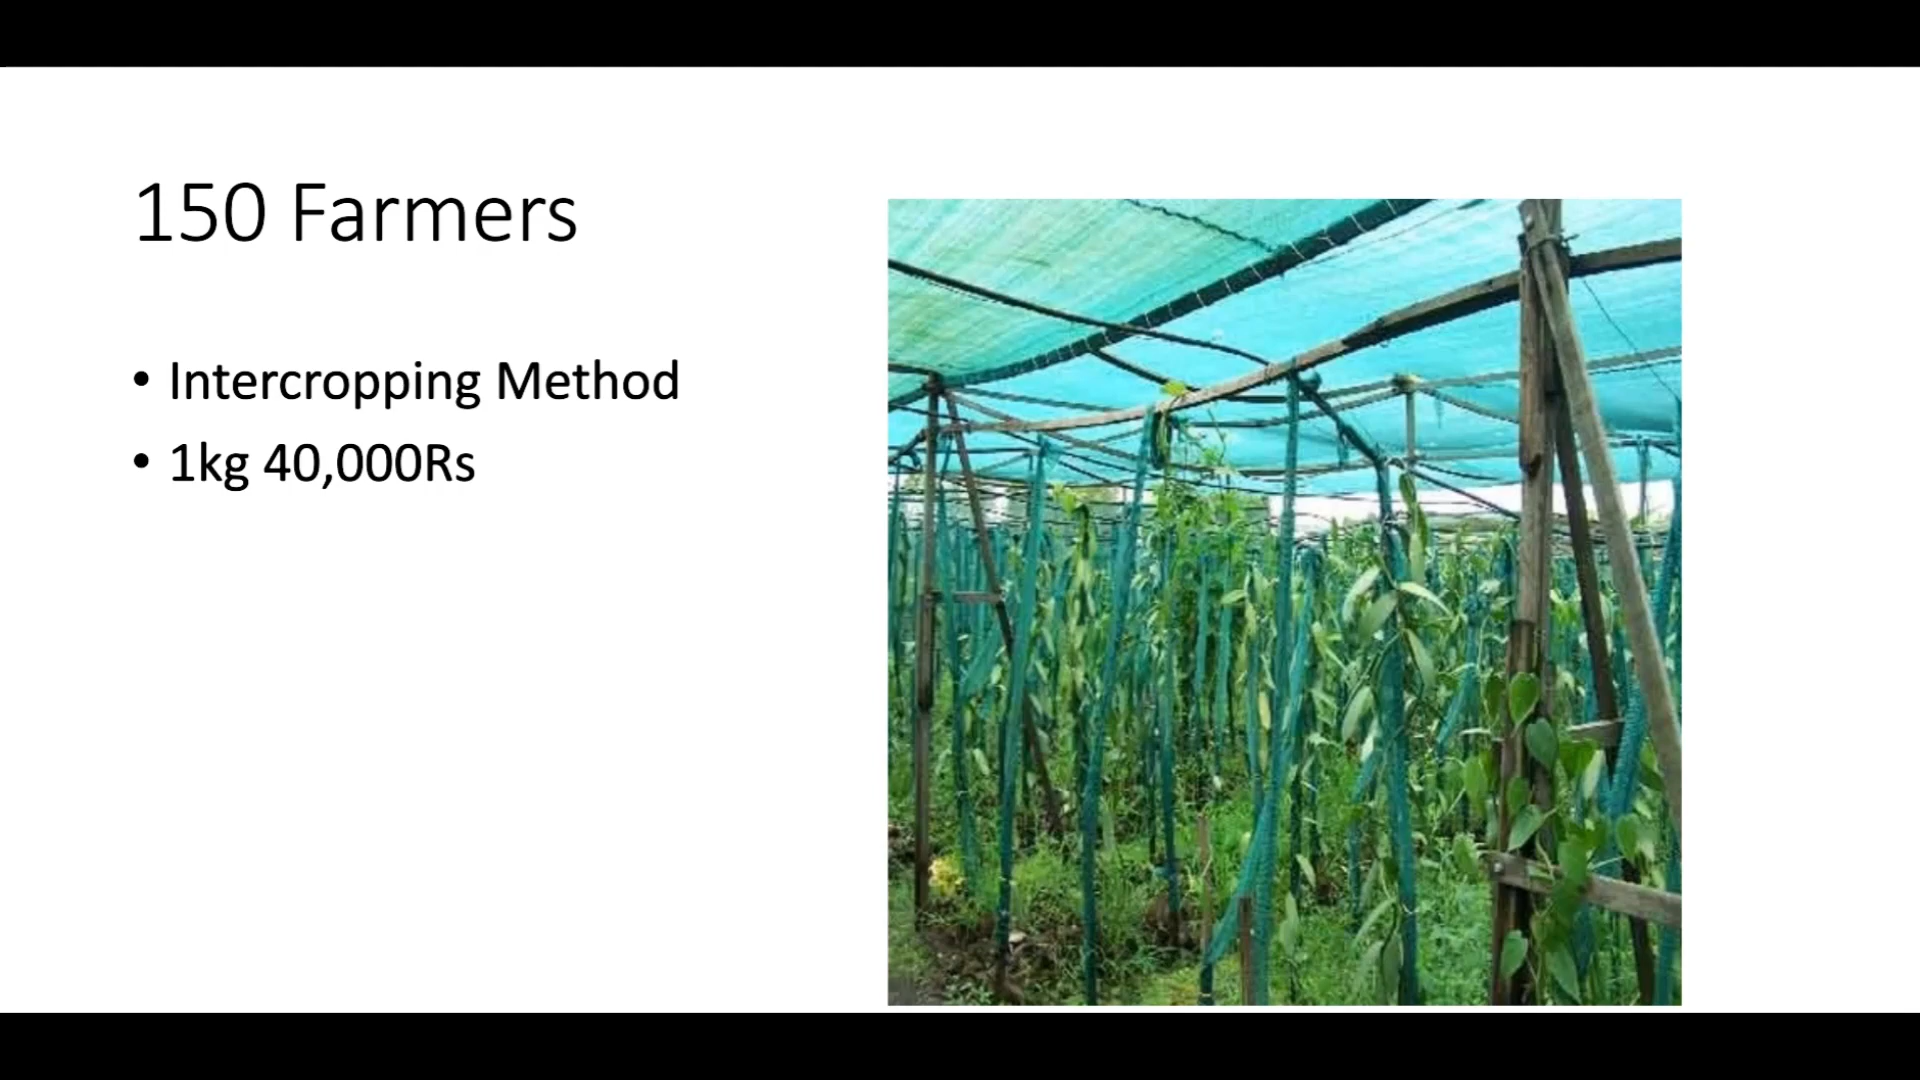 150 Farmers
• Intercropping Method
• 1kg 40,000Rs